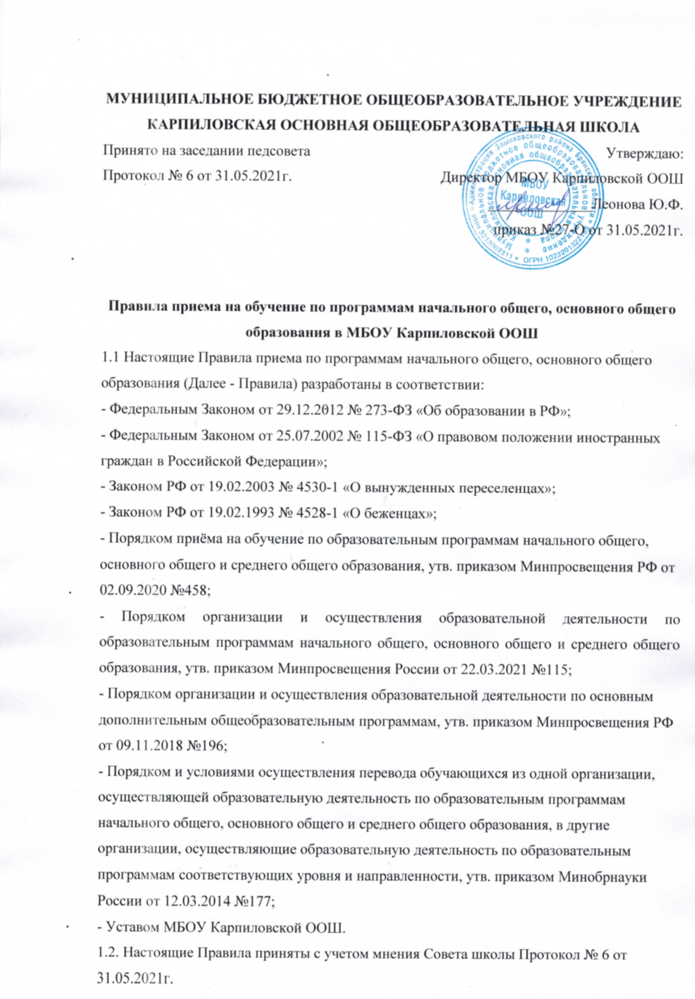 МУНИЦИПАЛЬНОЕ БЮДЖЕТНОЕ ОБЩЕОБРАЗОВАТЕЛЬНОЕ УЧРЕЖДЕНИЕ
КАРПИЛОВСКАЯ ОСНОВНАЯ ОБЩЕОБРАЗОВАТЕЛЬНАЯ ШКОЛА
Принято на заседании педсовета Утверждаю:
Протокол № 6 от 31.05.2021г. Директор МБОУ Карпиловской ООШ
Леонова Ю.Ф.
приказ №27-О от 31.05.2021г.
Администрация Злынковского района Брянской области * ОГРН * ИНН 3213002311
Муниципальное бюджетное общеобразовательное учреждение
Карпиловская основная общеобразовательная школа
МБОУ
Карпиловская
ООШ
Правила приема на обучение по программам начального общего, основного общего
образования в МБОУ Карпиловской ООШ
1.1 Настоящие Правила приема по программам начального общего, основного общего
образования (Далее - Правила) разработаны в соответствии:
- Федеральным Законом от 29.12.2012 № 273-ФЗ «Об образовании в РФ»;
- Федеральным Законом от 25.07.2002 № 115-ФЗ «О правовом положении иностранных
граждан в Российской Федерации»;
- Законом РФ от 19.02.2003 № 4530-1 «О вынужденных переселенцах»;
- Законом РФ от 19.02.1993 № 4528-1 «О беженцах»;
- Порядком приёма на обучение по образовательным программам начального общего,
основного общего и среднего общего образования, утв. приказом Минпросвещения РФ от
02.09.2020 №458;
- Порядком организации и осуществления образовательной деятельности по
образовательным программам начального общего, основного общего и среднего общего
образования, утв. приказом Минпросвещения России от 22.03.2021 №115;
- Порядком организации и осуществления образовательной деятельности по основным
дополнительным общеобразовательным программам, утв. приказом Минпросвещения РФ
от 09.11.2018 №196;
- Порядком и условиями осуществления перевода обучающихся из одной организации,
осуществляющей образовательную деятельность по образовательным программам
начального общего, основного общего и среднего общего образования, в другие
организации, осуществляющие образовательную деятельность по образовательным
программам соответствующих уровня и направленности, утв. приказом Минобрнауки
России от 12.03.2014 №177;
- Уставом МБОУ Карпиловской ООШ.
1.2. Настоящие Правила приняты с учетом мнения Совета школы Протокол № 6 от
31.05.2021г.